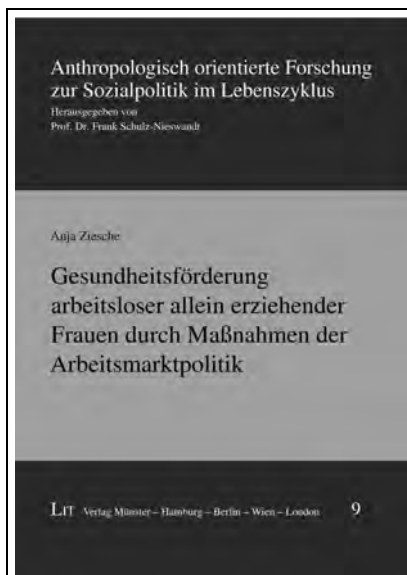 Anthropologisch orientierte Forschung
zur Sozialpolitik im Lebenszyklus
Herausgegeben von
Prof. Dr. Frank Schulz-Nieswandt
Anja Ziesche
Gesundheitsförderung
arbeitsloser allein erziehender
Frauen durch Maßnahmen der
Arbeitsmarktpolitik
LIT Verlag Münster – Hamburg – Berlin – Wien – London 9